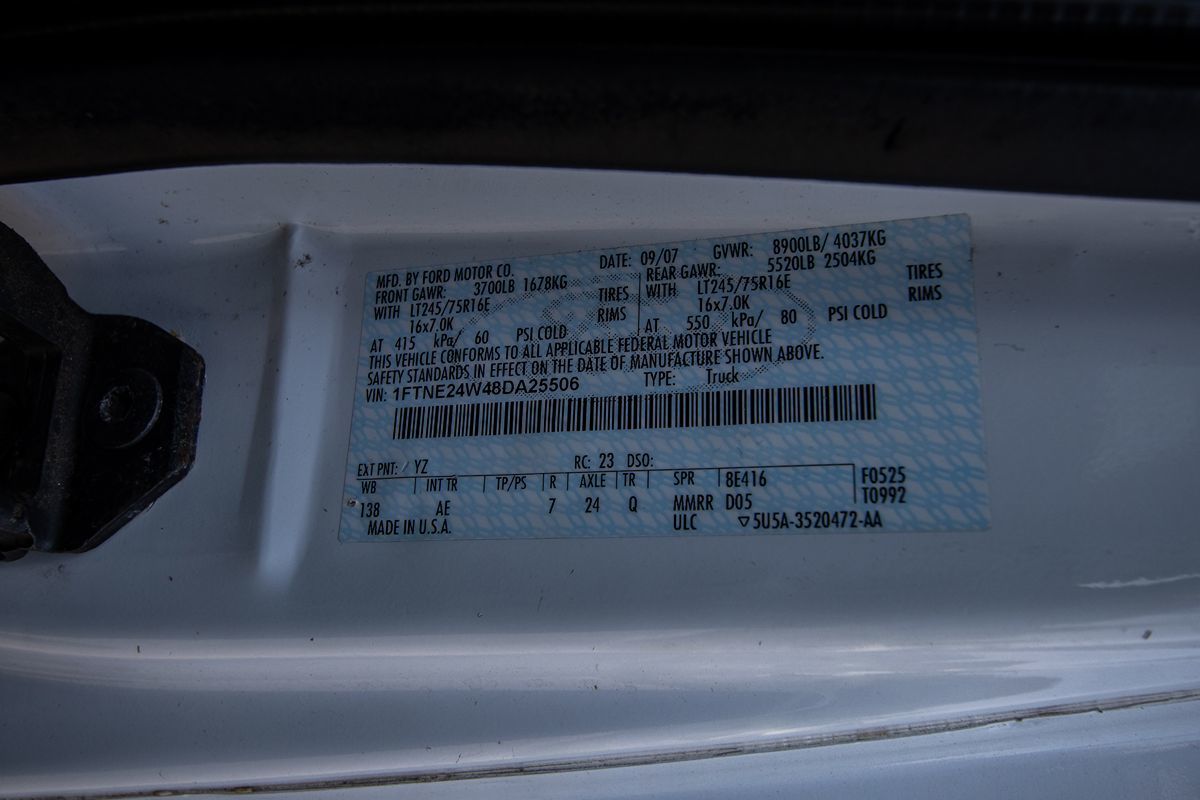 MFD. BY FORD MOTOR CO. DATE: 09/07 GVWR: 8900LB/ 4037KG
FRONT GAWR: 3700LB 1678KG REAR GAWR: 5520LB 2504KG
WITH LT245/75R16E TIRES WITH LT245/75R16E TIRES
16x7.0K RIMS 16x7.0K RIMS
AT 415 kPa/ 60 PSI COLD AT 550 kPa/ 80 PSI COLD
THIS VEHICLE CONFORMS TO ALL APPLICABLE FEDERAL MOTOR VEHICLE
SAFETY STANDARDS IN EFFECT ON THE DATE OF MANUFACTURE SHOWN ABOVE.
VIN: 1FTNE24W48DA25506 TYPE: Truck
EXT PNT: YZ RC: 23 DSO:
WB INT TR TP/PS R AXLE TR SPR 8E416 F0525
138 AE 7 24 Q MMRR D05 T0992
MADE IN U.S.A. ULC ▽5U5A-3520472-AA